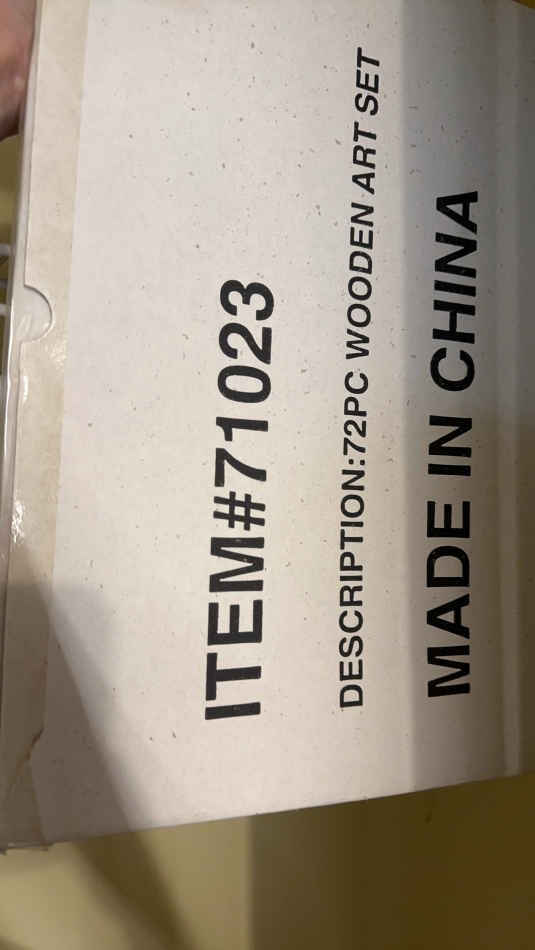 ITEM#71023
DESCRIPTION:72PC WOODEN ART SET
MADE IN CHINA